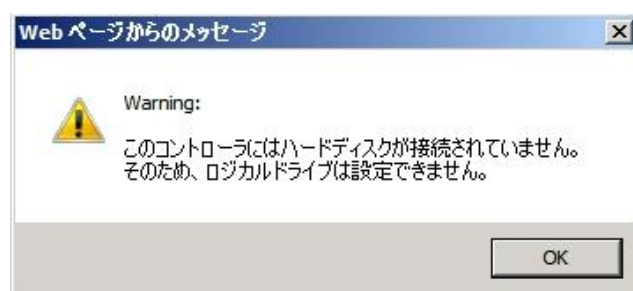 Web ページからのメッセージ
Warning:
このコントローラにはハードディスクが接続されていません。
そのため、ロジカルドライブは設定できません。
OK